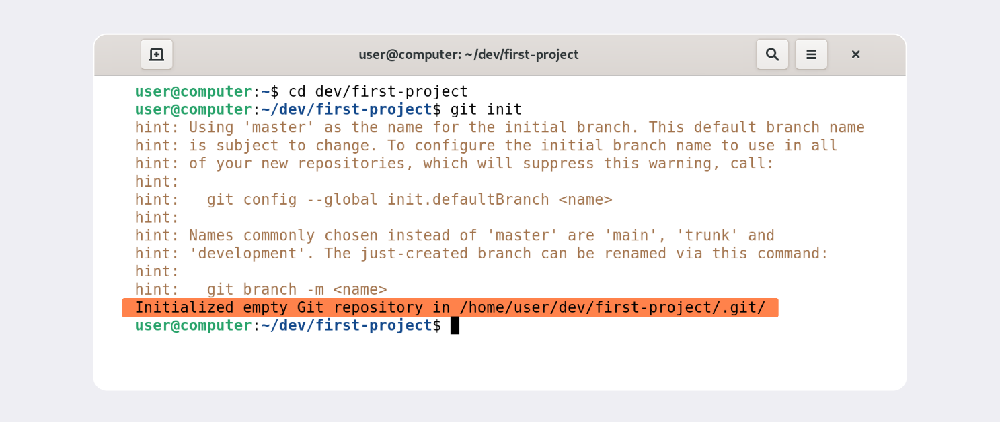 user@computer: ~/dev/first-project
user@computer:~$ cd dev/first-project
user@computer:~/dev/first-project$ git init
hint: Using 'master' as the name for the initial branch. This default branch name
hint: is subject to change. To configure the initial branch name to use in all
hint: of your new repositories, which will suppress this warning, call:
hint:
hint:   git config --global init.defaultBranch <name>
hint:
hint: Names commonly chosen instead of 'master' are 'main', 'trunk' and
hint: 'development'. The just-created branch can be renamed via this command:
hint:
hint:   git branch -m <name>
Initialized empty Git repository in /home/user/dev/first-project/.git/
user@computer:~/dev/first-project$